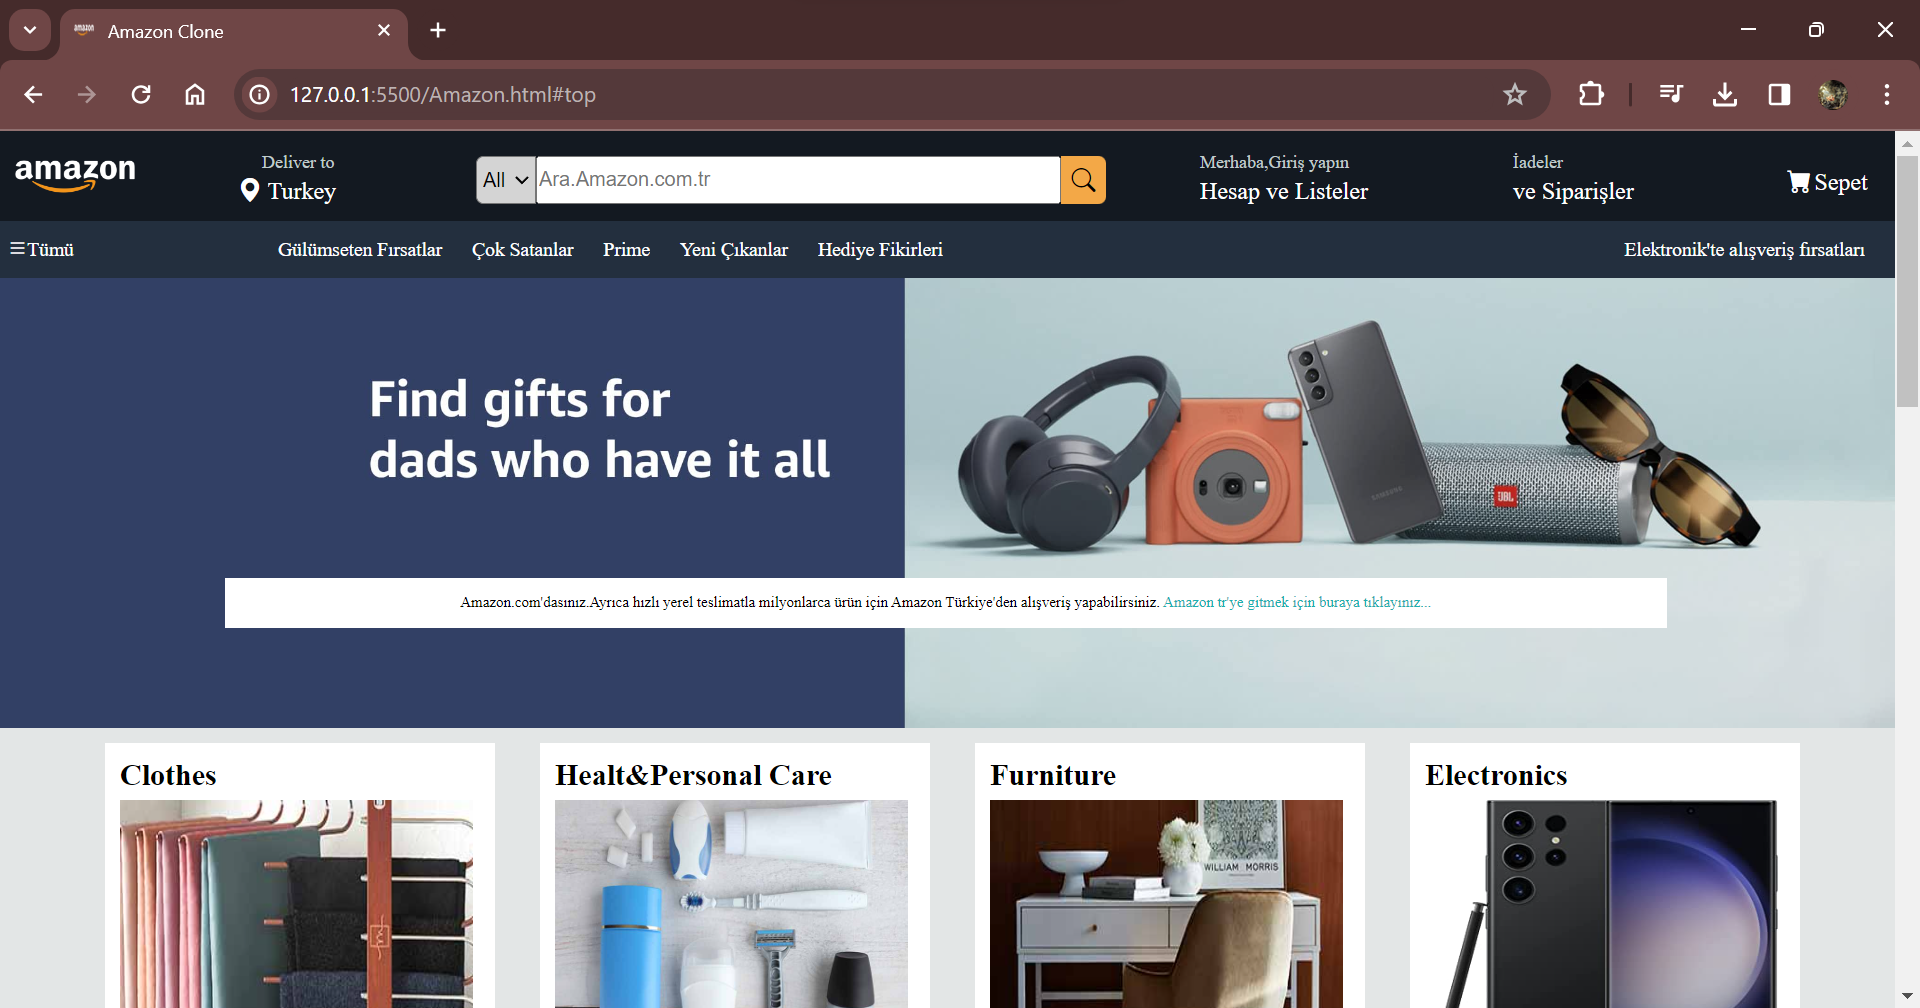 amazon
Amazon Clone
127.0.0.1:5500/Amazon.html#top
amazon
Deliver to
Turkey
All
Ara.Amazon.com.tr
Merhaba,Giriş yapın
Hesap ve Listeler
İadeler
ve Siparişler
Sepet
Tümü
Gülümseten Fırsatlar
Çok Satanlar
Prime
Yeni Çıkanlar
Hediye Fikirleri
Elektronik'te alışveriş fırsatları
Find gifts for
dads who have it all
SAMSUNG
JBL
Amazon.com'dasınız.Ayrıca hızlı yerel teslimatla milyonlarca ürün için Amazon Türkiye'den alışveriş yapabilirsiniz. Amazon tr'ye gitmek için buraya tıklayınız...
Clothes
Healt&Personal Care
Furniture
Electronics
WILLIAM MORRIS